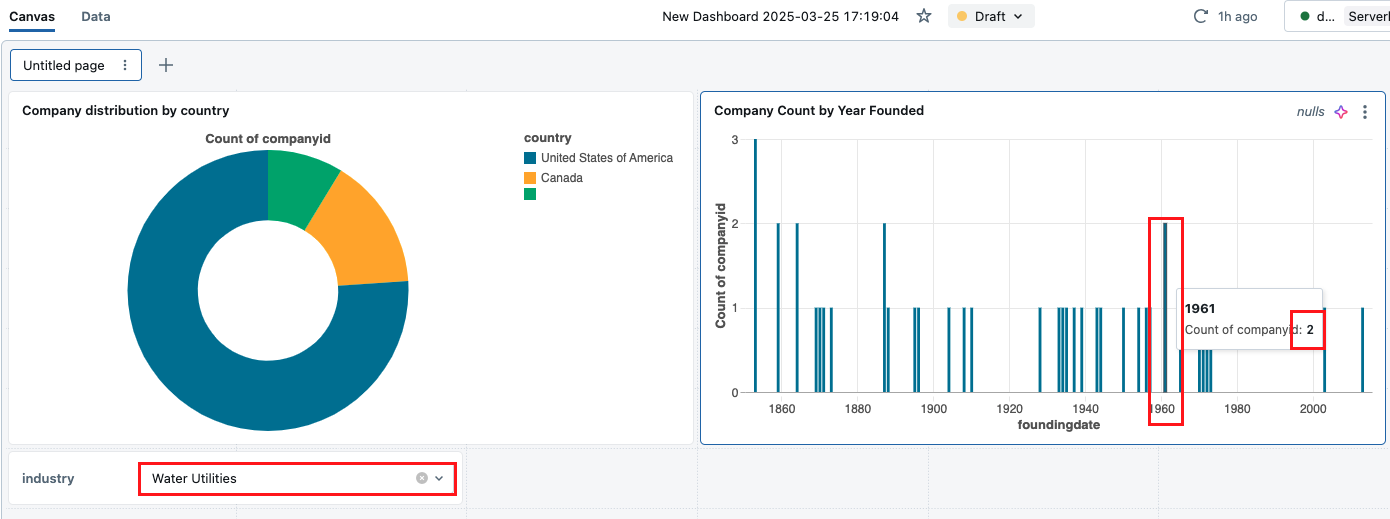 Canvas
Data
New Dashboard 2025-03-25 17:19:04
Draft
1h ago
d...
Untitled page
Company distribution by country
Count of companyid
country
United States of America
Canada
Company Count by Year Founded
nulls
3
2
1
0
Count of companyid
1961
Count of companyid: 2
1860
1880
1900
1920
1940
1960
1980
2000
foundingdate
industry
Water Utilities